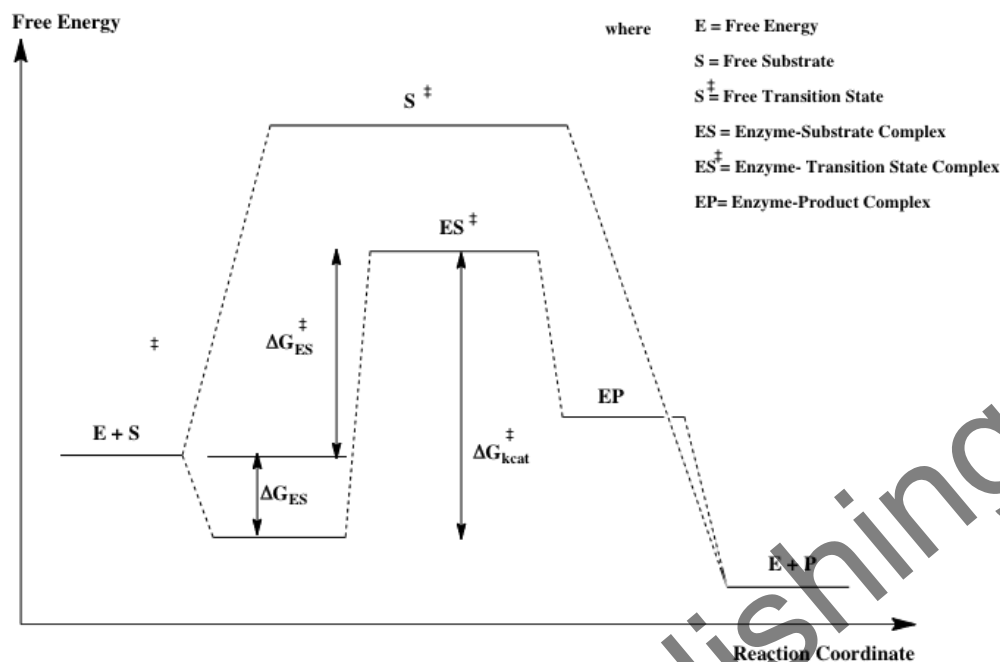 Free Energy
where
E = Free Energy
S = Free Substrate
S‡ = Free Transition State
ES = Enzyme-Substrate Complex
ES‡ = Enzyme- Transition State Complex
EP= Enzyme-Product Complex
S ‡
ES ‡
‡
ΔG‡ES
EP
E + S
ΔG‡kcat
ΔGES
E + P
Reaction Coordinate
lishing